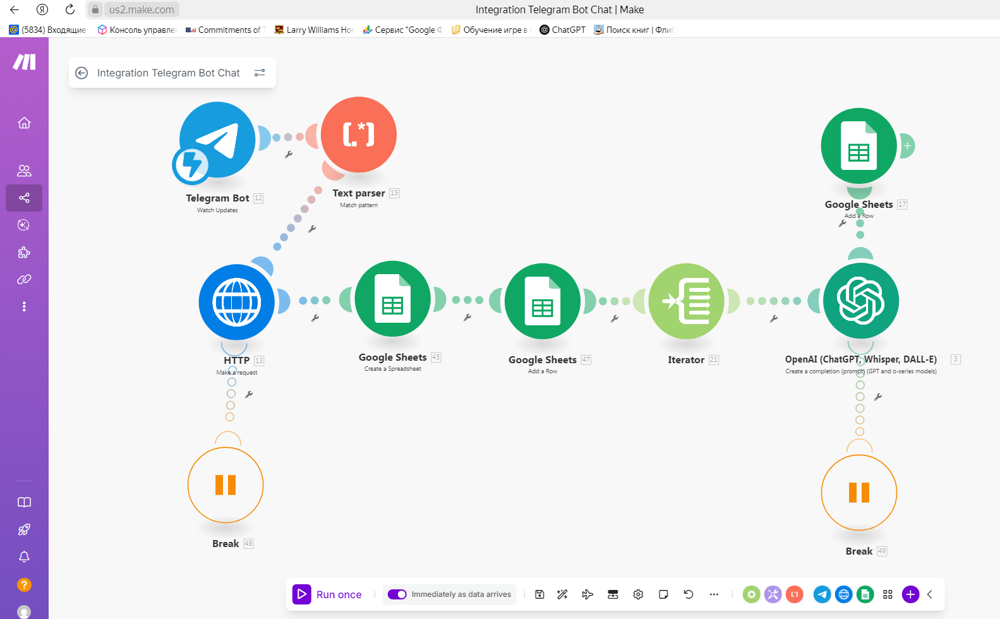 us2.make.com
Integration Telegram Bot Chat | Make
(5834) Входящие
Консоль управле
Commitments of
Larry Williams Ho
Сервис "Google
Обучение игре в
ChatGPT
Поиск книг | Фли
Integration Telegram Bot Chat
Telegram Bot 12
Watch Updates
Text parser 15
Match pattern
Google Sheets 17
Add a Row
HTTP 13
Make a request
Google Sheets 45
Create a Spreadsheet
Google Sheets 47
Add a Row
Iterator 21
OpenAI (ChatGPT, Whisper, DALL-E) 3
Create a completion (prompt) (GPT and o-series models)
Break 48
Break 49
Run once
Immediately as data arrives